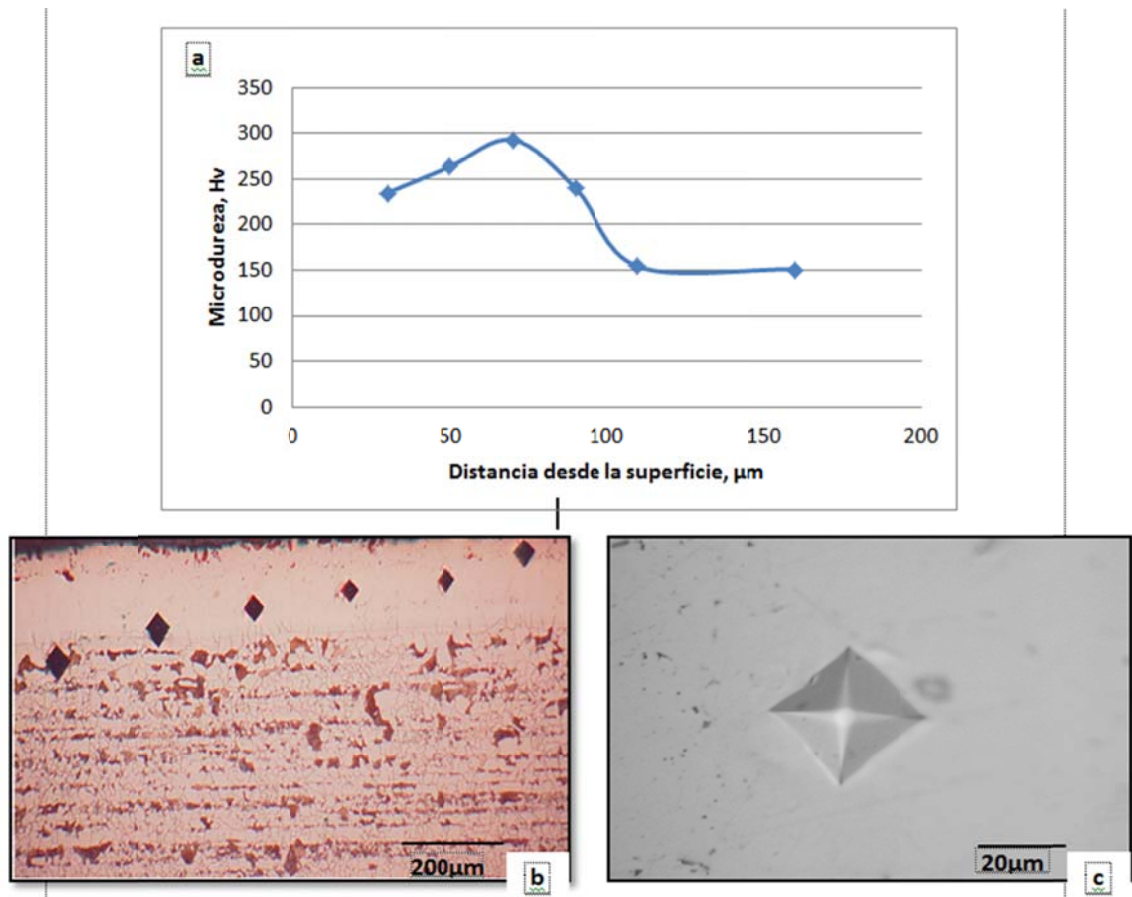 a
350
300
250
200
150
100
50
0
Microdureza, Hv
0 50 100 150 200
Distancia desde la superficie, µm
200µm
b
20µm
c